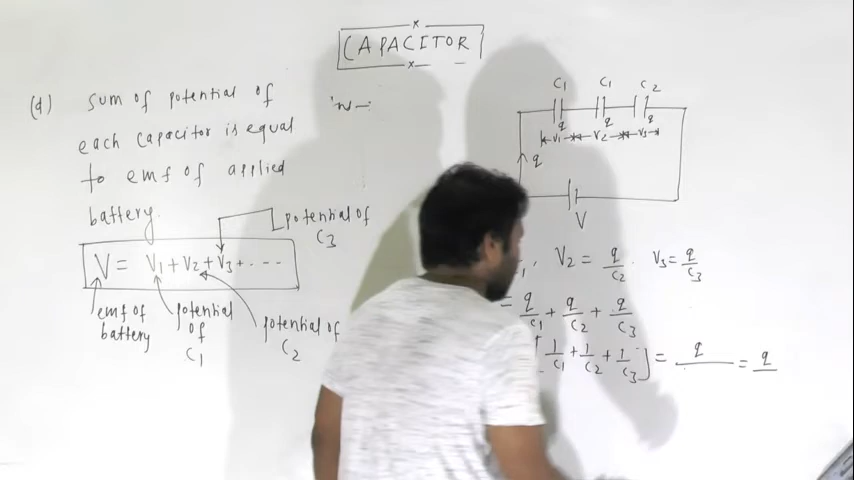 CAPACITOR
(d) Sum of potential of
each Capacitor is equal
to emf of applied
battery.
V = V₁ + V₂ + V₃ + . ---
potential of
C₃
emf of
battery
potential
of
C₁
potential of
C₂
'n'
C₁ C₁ C₂
q q q
V₁ V₂ V₃
q
V
V₂ = q/C₂ . V₃ = q/C₃
= q/C₁ + q/C₂ + q/C₃
[1/C₁ + 1/C₂ + 1/C₃] = q = q